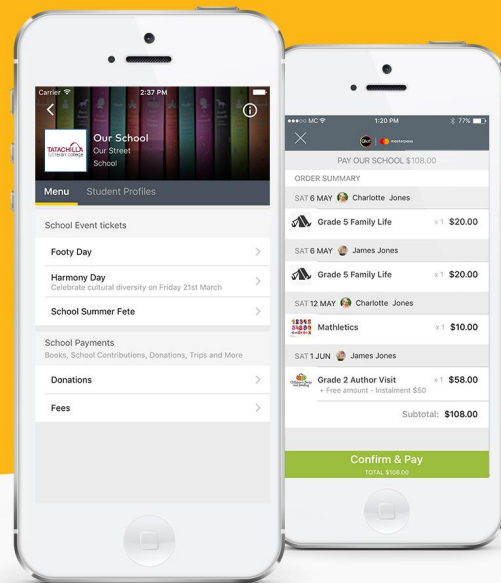 Carrier
2:37 PM
TATACHILLA
lutheran college
Our School
Our Street
School
Menu
Student Profiles
School Event tickets
Footy Day
Harmony Day
Celebrate cultural diversity on Friday 21st March
School Summer Fete
School Payments
Books, School Contributions, Donations, Trips and More
Donations
Fees
MC
1:20 PM
77%
Qkr!
masterpass
PAY OUR SCHOOL $108.00
ORDER SUMMARY
SAT 6 MAY Charlotte Jones
Grade 5 Family Life x 1 $20.00
SAT 6 MAY James Jones
Grade 5 Family Life x 1 $20.00
SAT 12 MAY Charlotte Jones
Mathletics x 1 $10.00
SAT 1 JUN James Jones
Grade 2 Author Visit x 1 $58.00
+ Free amount - Instalment $50
Subtotal: $108.00
Confirm & Pay
TOTAL $108.00